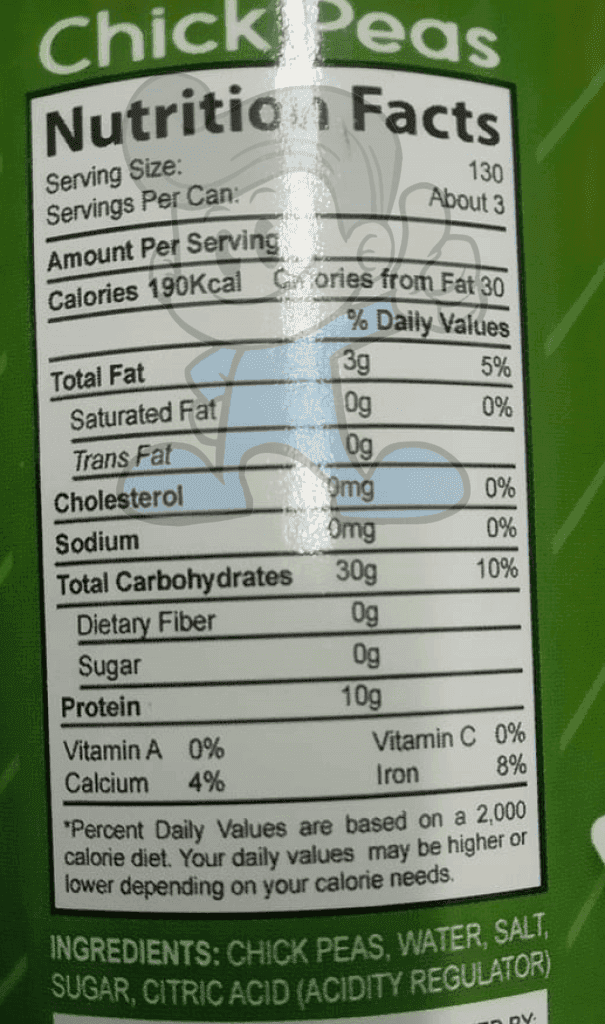 Chick Peas
Nutrition Facts
Serving Size: 130
Servings Per Can: About 3
Amount Per Serving
Calories 190Kcal Calories from Fat 30
% Daily Values
Total Fat 3g 5%
Saturated Fat 0g 0%
Trans Fat 0g
Cholesterol 0mg 0%
Sodium 0mg 0%
Total Carbohydrates 30g 10%
Dietary Fiber 0g
Sugar 0g
Protein 10g
Vitamin A 0% Vitamin C 0%
Calcium 4% Iron 8%
*Percent Daily Values are based on a 2,000
calorie diet. Your daily values may be higher or
lower depending on your calorie needs.
INGREDIENTS: CHICK PEAS, WATER, SALT,
SUGAR, CITRIC ACID (ACIDITY REGULATOR)
BY: